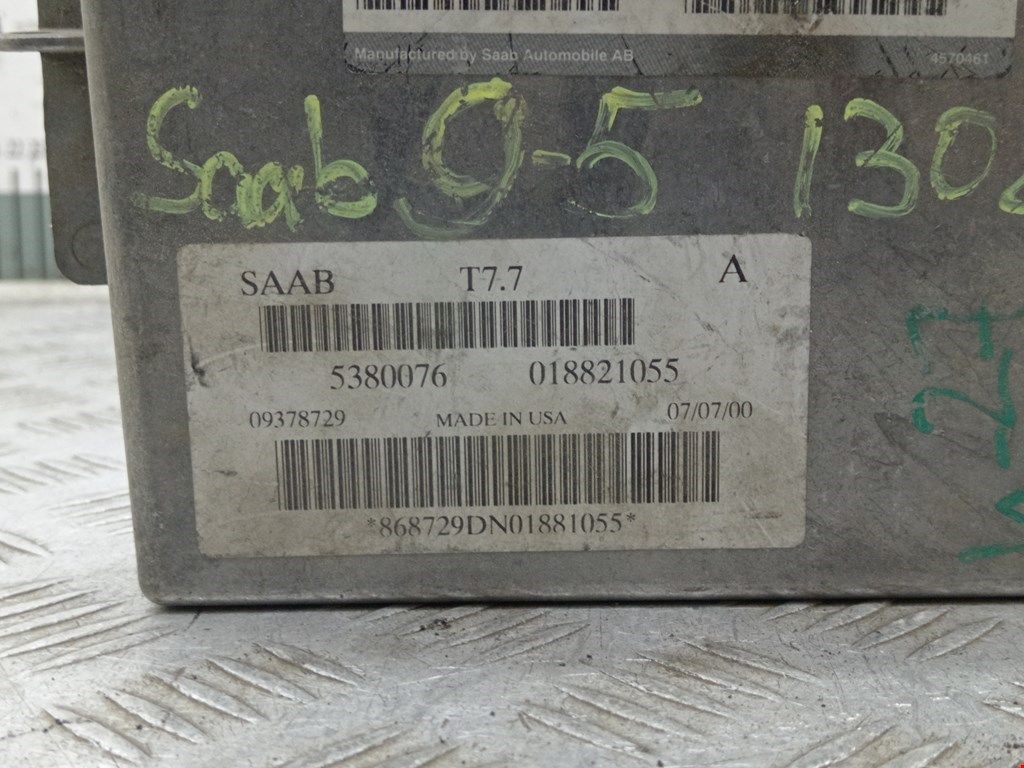 Manufactured by Saab Automobile AB 4570461
Saab 9-5 130
SAAB T7.7 A
5380076 018821055
09378729 MADE IN USA 07/07/00
*868729DN01881055*